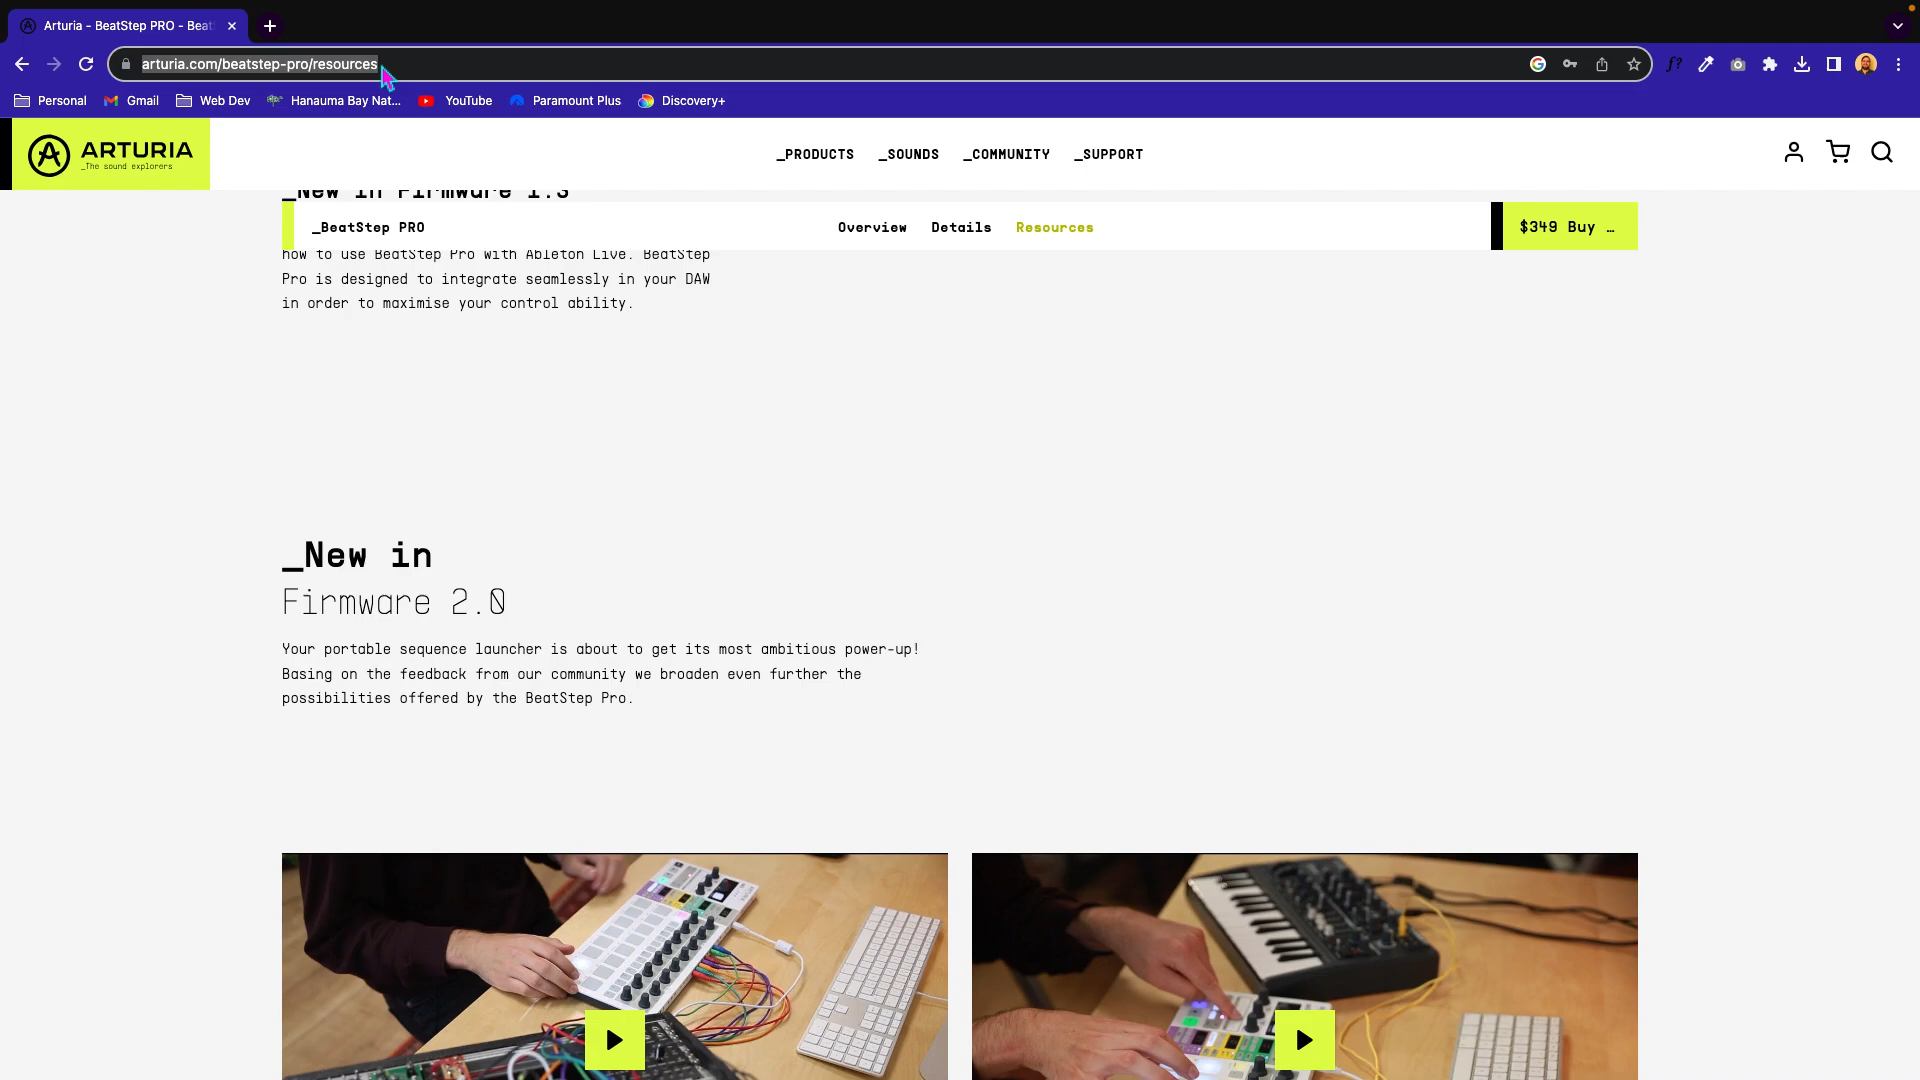 Arturia - BeatStep PRO - Beat
arturia.com/beatstep-pro/resources
Personal
Gmail
Web Dev
Hanauma Bay Nat...
YouTube
Paramount Plus
Discovery+
ARTURIA
_The sound explorers
_PRODUCTS
_SOUNDS
_COMMUNITY
_SUPPORT
_New in Firmware 1.3
_BeatStep PRO
Overview
Details
Resources
$349 Buy …
how to use BeatStep Pro with Ableton Live. BeatStep
Pro is designed to integrate seamlessly in your DAW
in order to maximise your control ability.
_New in
Firmware 2.0
Your portable sequence launcher is about to get its most ambitious power-up!
Basing on the feedback from our community we broaden even further the
possibilities offered by the BeatStep Pro.